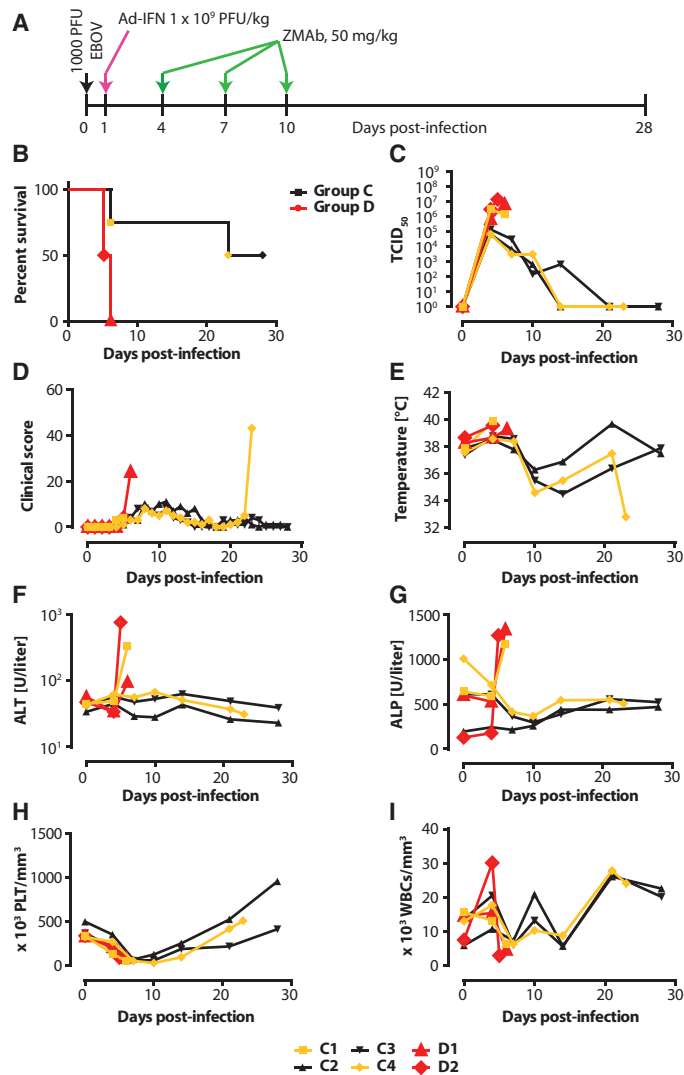 A
1000 PFU
EBOV
Ad-IFN 1 x 10⁹ PFU/kg
ZMAb, 50 mg/kg
0 1 4 7 10 Days post-infection 28
B
Percent survival
100
50
0
0 10 20 30
Days post-infection
Group C
Group D
C
TCID₅₀
10⁹
10⁸
10⁷
10⁶
10⁵
10⁴
10³
10²
10¹
10⁰
0 10 20 30
Days post-infection
D
Clinical score
60
40
20
0
0 10 20 30
Days post-infection
E
Temperature [°C]
42
40
38
36
34
32
0 10 20 30
Days post-infection
F
ALT [U/liter]
10³
10²
10¹
0 10 20 30
Days post-infection
G
ALP [U/liter]
1500
1000
500
0
0 10 20 30
Days post-infection
H
x 10³ PLT/mm³
1500
1000
500
0
0 10 20 30
Days post-infection
I
x 10³ WBCs/mm³
40
30
20
10
0
0 10 20 30
Days post-infection
C1 C3 D1
C2 C4 D2